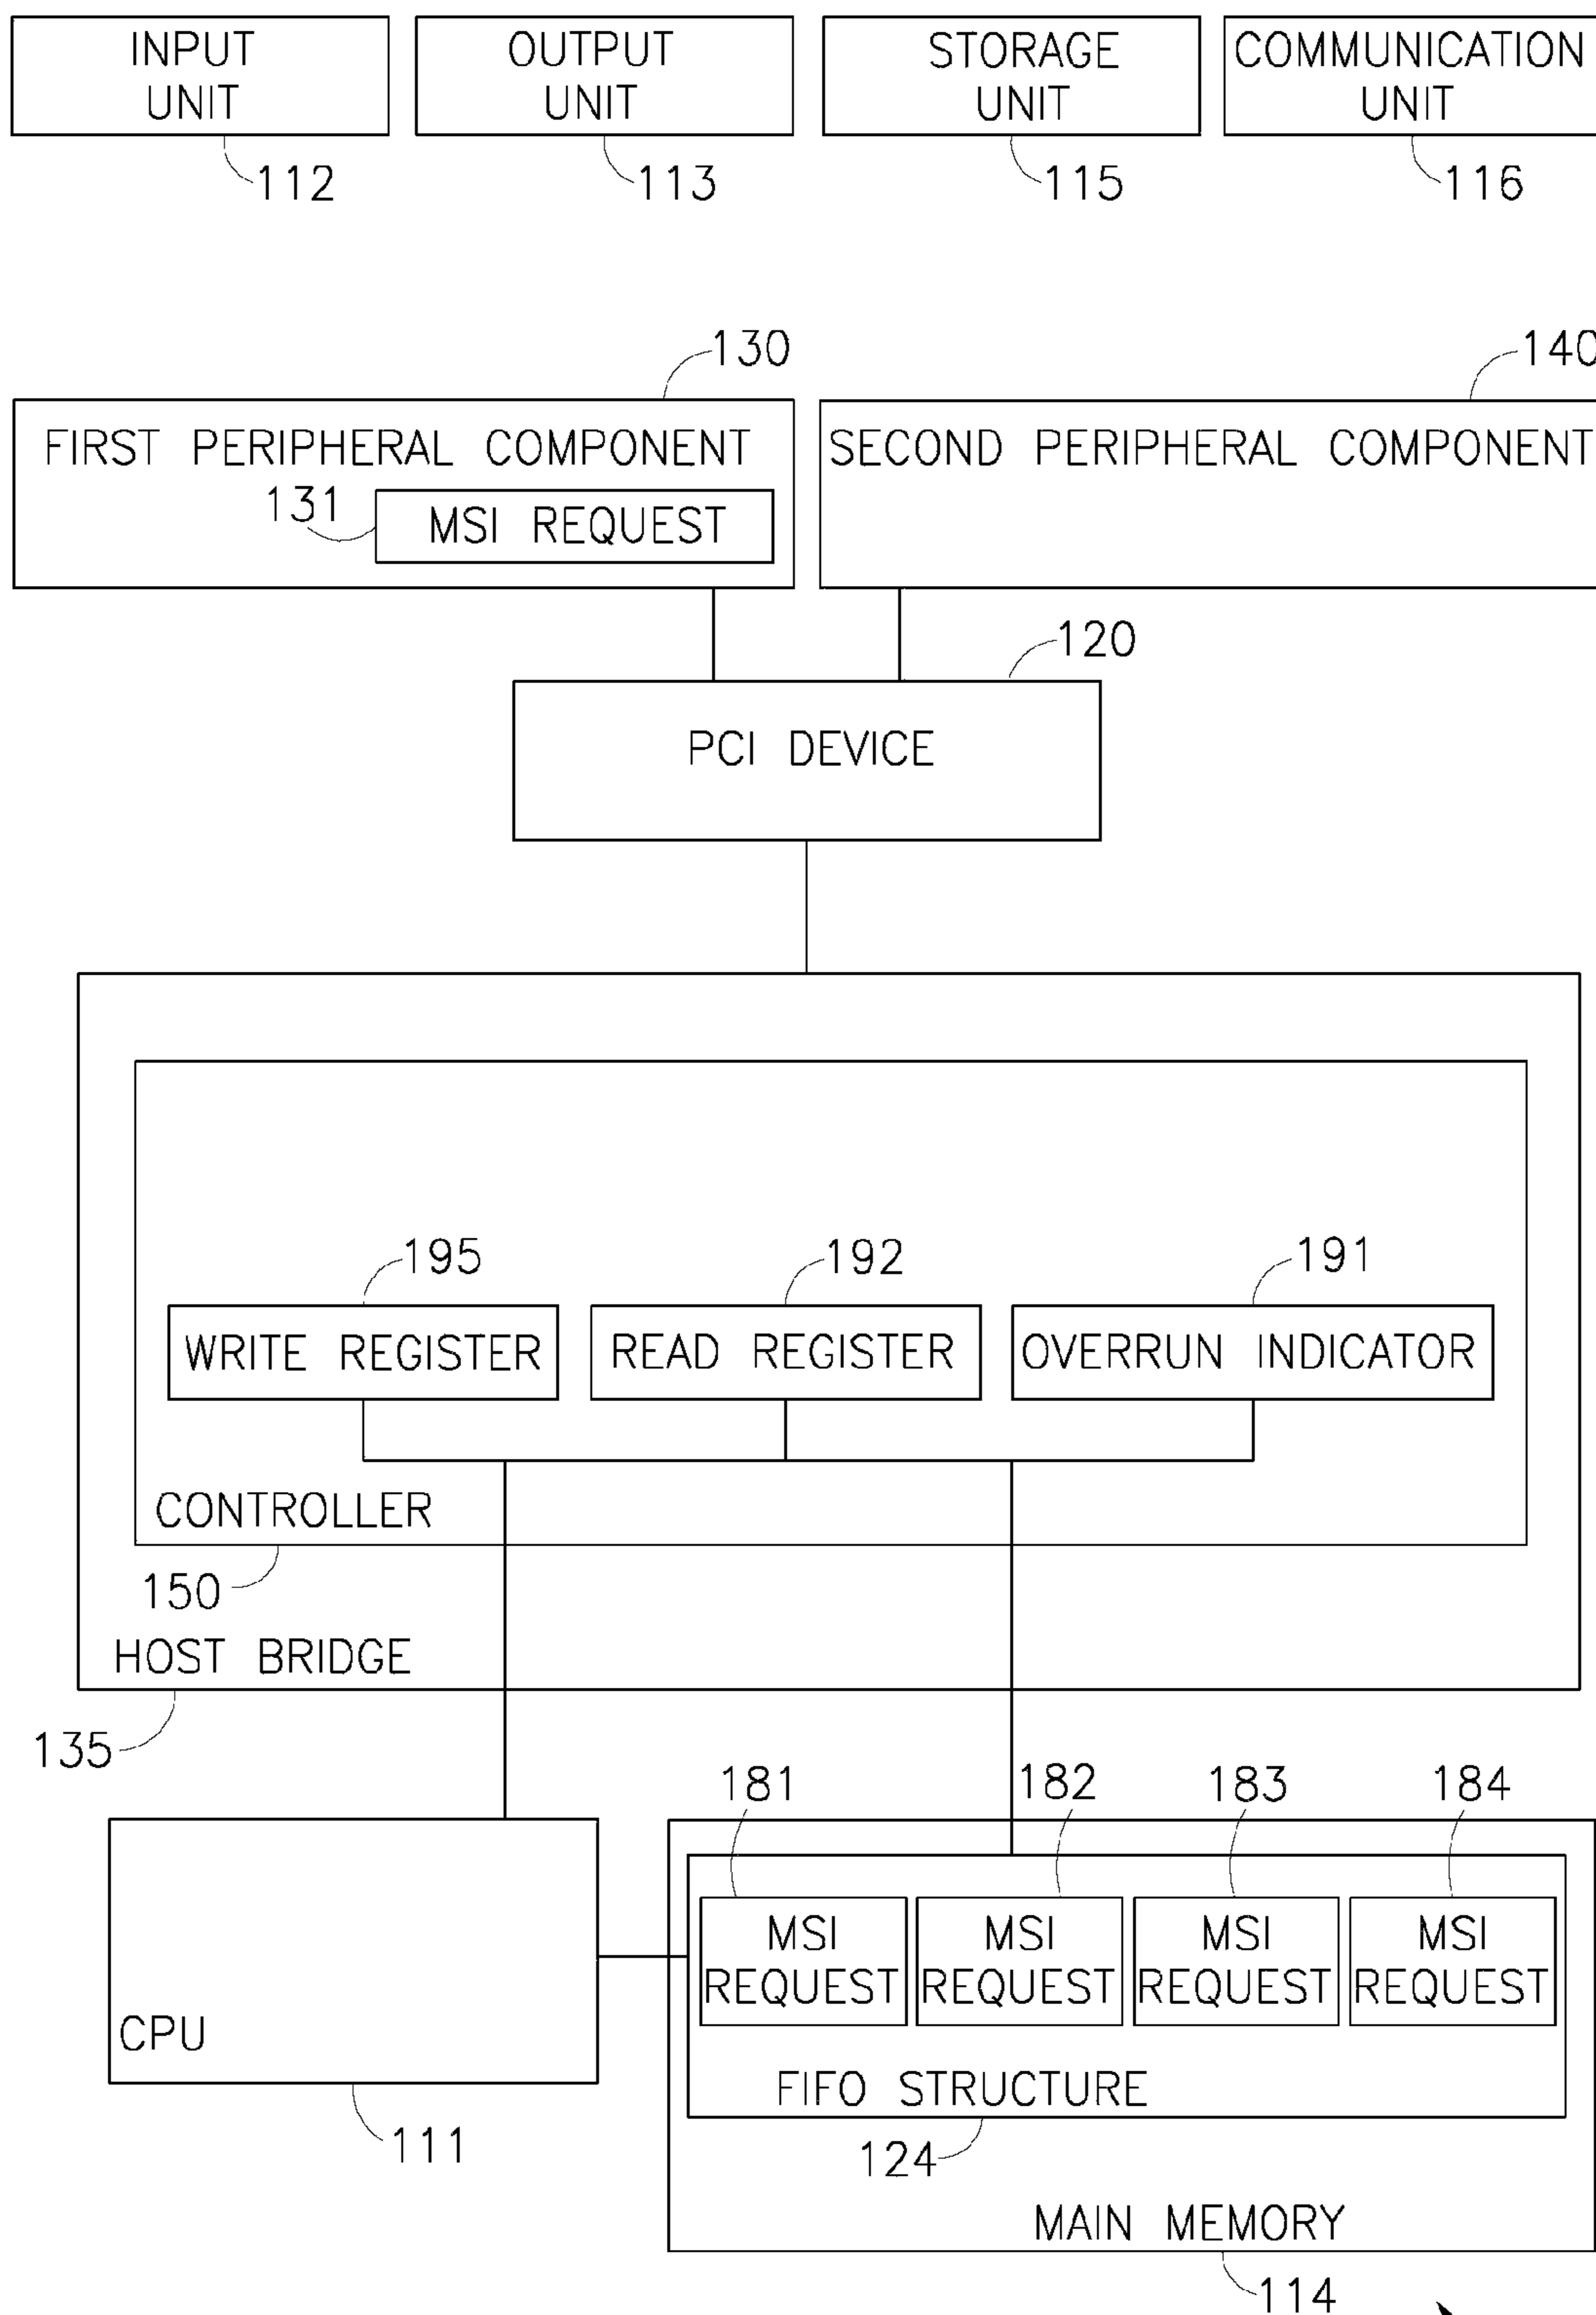 INPUT
UNIT
OUTPUT
UNIT
STORAGE
UNIT
COMMUNICATION
UNIT
112
113
115
116
130
140
FIRST PERIPHERAL COMPONENT
131
MSI REQUEST
SECOND PERIPHERAL COMPONENT
120
PCI DEVICE
195
192
191
WRITE REGISTER
READ REGISTER
OVERRUN INDICATOR
CONTROLLER
150
HOST BRIDGE
135
181
182
183
184
MSI
REQUEST
MSI
REQUEST
MSI
REQUEST
MSI
REQUEST
CPU
FIFO STRUCTURE
111
124
MAIN MEMORY
114